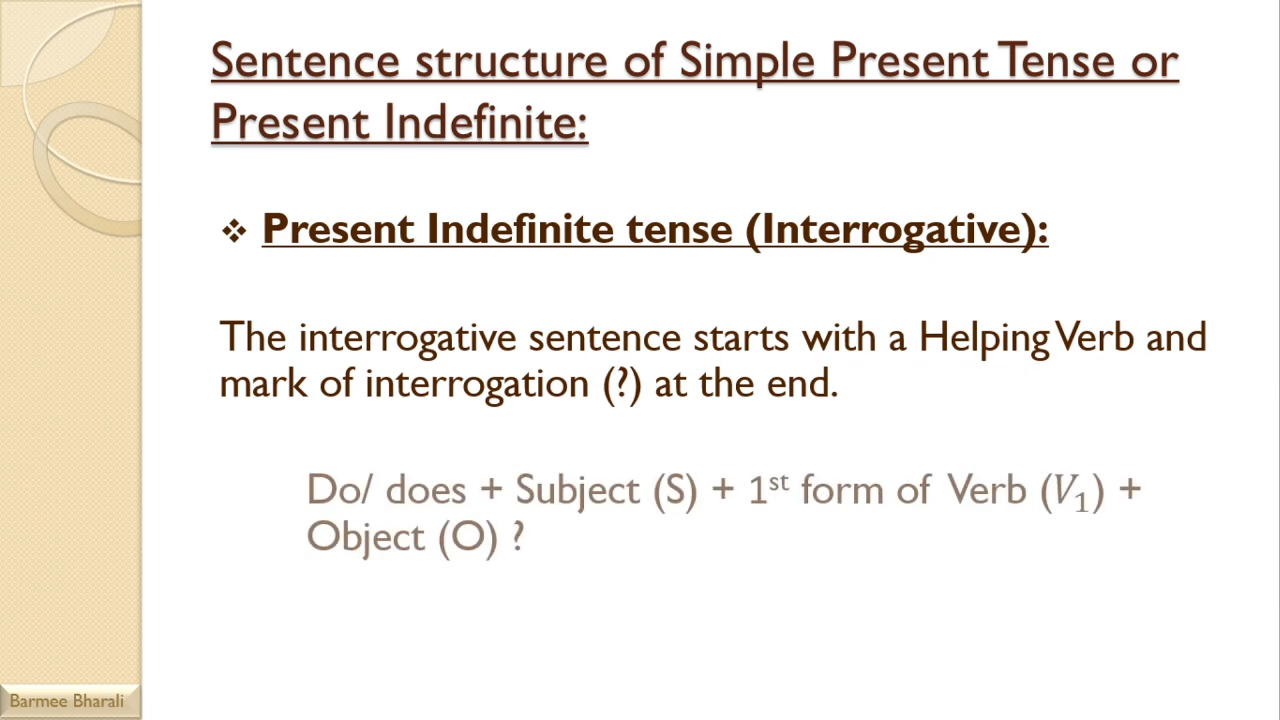 Sentence structure of Simple Present Tense or
Present Indefinite:
❖ Present Indefinite tense (Interrogative):
The interrogative sentence starts with a Helping Verb and
mark of interrogation (?) at the end.
Do/ does + Subject (S) + 1st form of Verb (V₁) +
Object (O) ?
Barmee Bharali